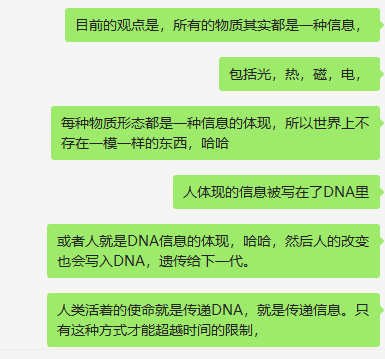 目前的观点是，所有的物质其实都是一种信息，
包括光，热，磁，电，
每种物质形态都是一种信息的体现，所以世界上不
存在一模一样的东西，哈哈
人体现的信息被写在了DNA里
或者人就是DNA信息的体现，哈哈，然后人的改变
也会写入DNA，遗传给下一代。
人类活着的使命就是传递DNA，就是传递信息。只
有这种方式才能超越时间的限制，